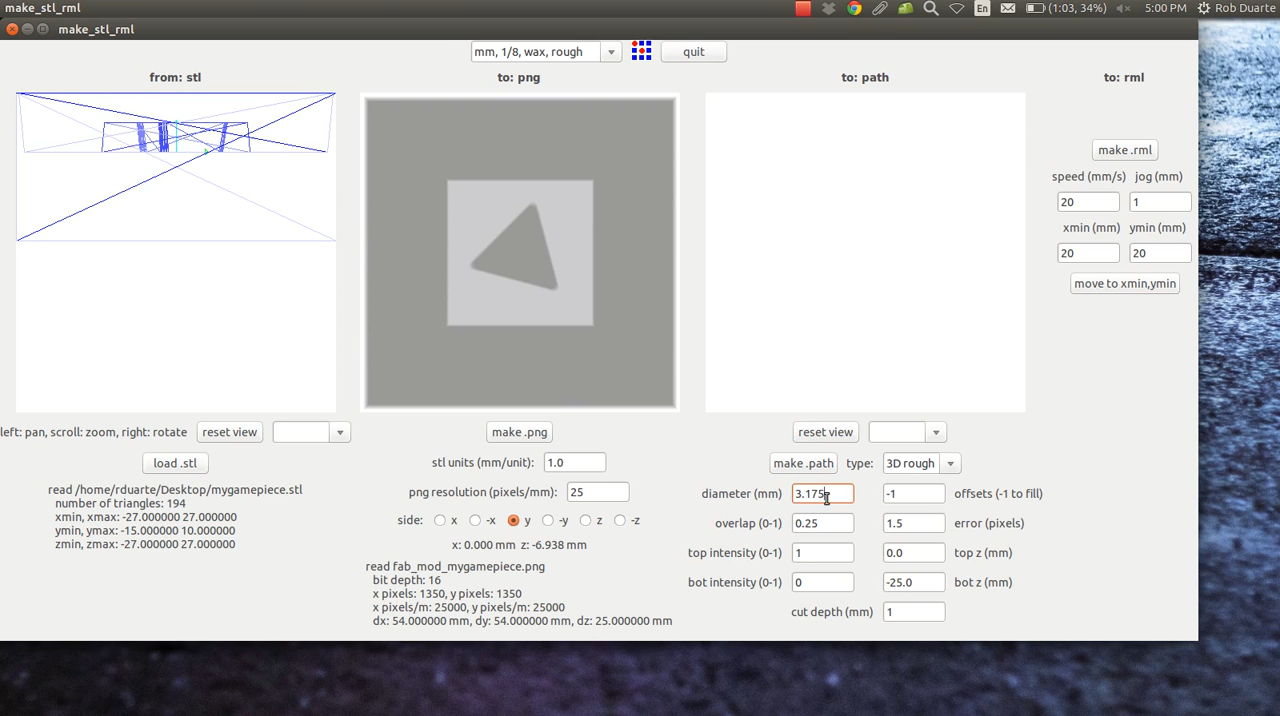 make_stl_rml
En
(1:03, 34%)
5:00 PM
Rob Duarte
make_stl_rml
mm, 1/8, wax, rough
quit
from: stl
to: png
to: path
to: rml
make .rml
speed (mm/s)
jog (mm)
20
1
xmin (mm)
ymin (mm)
20
20
move to xmin,ymin
left: pan, scroll: zoom, right: rotate
reset view
load .stl
read /home/rduarte/Desktop/mygamepiece.stl
number of triangles: 194
xmin, xmax: -27.000000 27.000000
ymin, ymax: -15.000000 10.000000
zmin, zmax: -27.000000 27.000000
make .png
stl units (mm/unit): 1.0
png resolution (pixels/mm): 25
side: x -x y -y z -z
x: 0.000 mm z: -6.938 mm
read fab_mod_mygamepiece.png
bit depth: 16
x pixels: 1350, y pixels: 1350
x pixels/m: 25000, y pixels/m: 25000
dx: 54.000000 mm, dy: 54.000000 mm, dz: 25.000000 mm
reset view
make .path type: 3D rough
diameter (mm) 3.175 -1 offsets (-1 to fill)
overlap (0-1) 0.25 1.5 error (pixels)
top intensity (0-1) 1 0.0 top z (mm)
bot intensity (0-1) 0 -25.0 bot z (mm)
cut depth (mm) 1